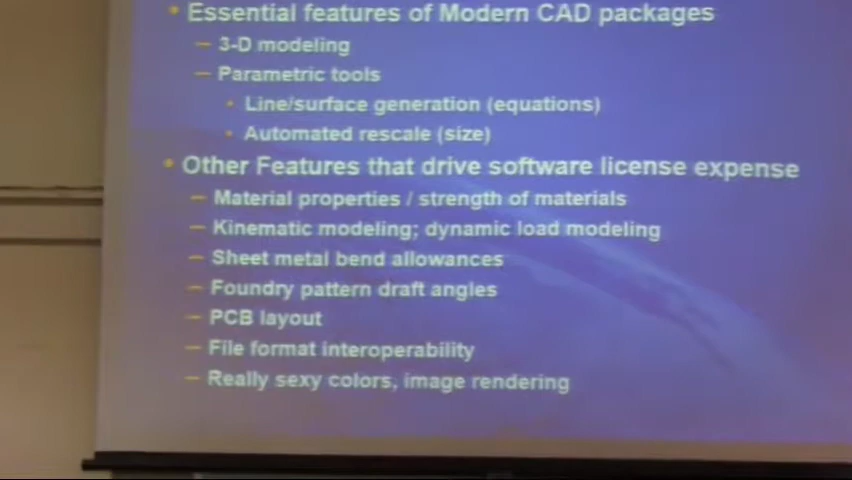 Essential features of Modern CAD packages
3-D modeling
Parametric tools
Line/surface generation (equations)
Automated rescale (size)
Other Features that drive software license expense
Material properties / strength of materials
Kinematic modeling; dynamic load modeling
Sheet metal bend allowances
Foundry pattern draft angles
PCB layout
File format interoperability
Really sexy colors, image rendering